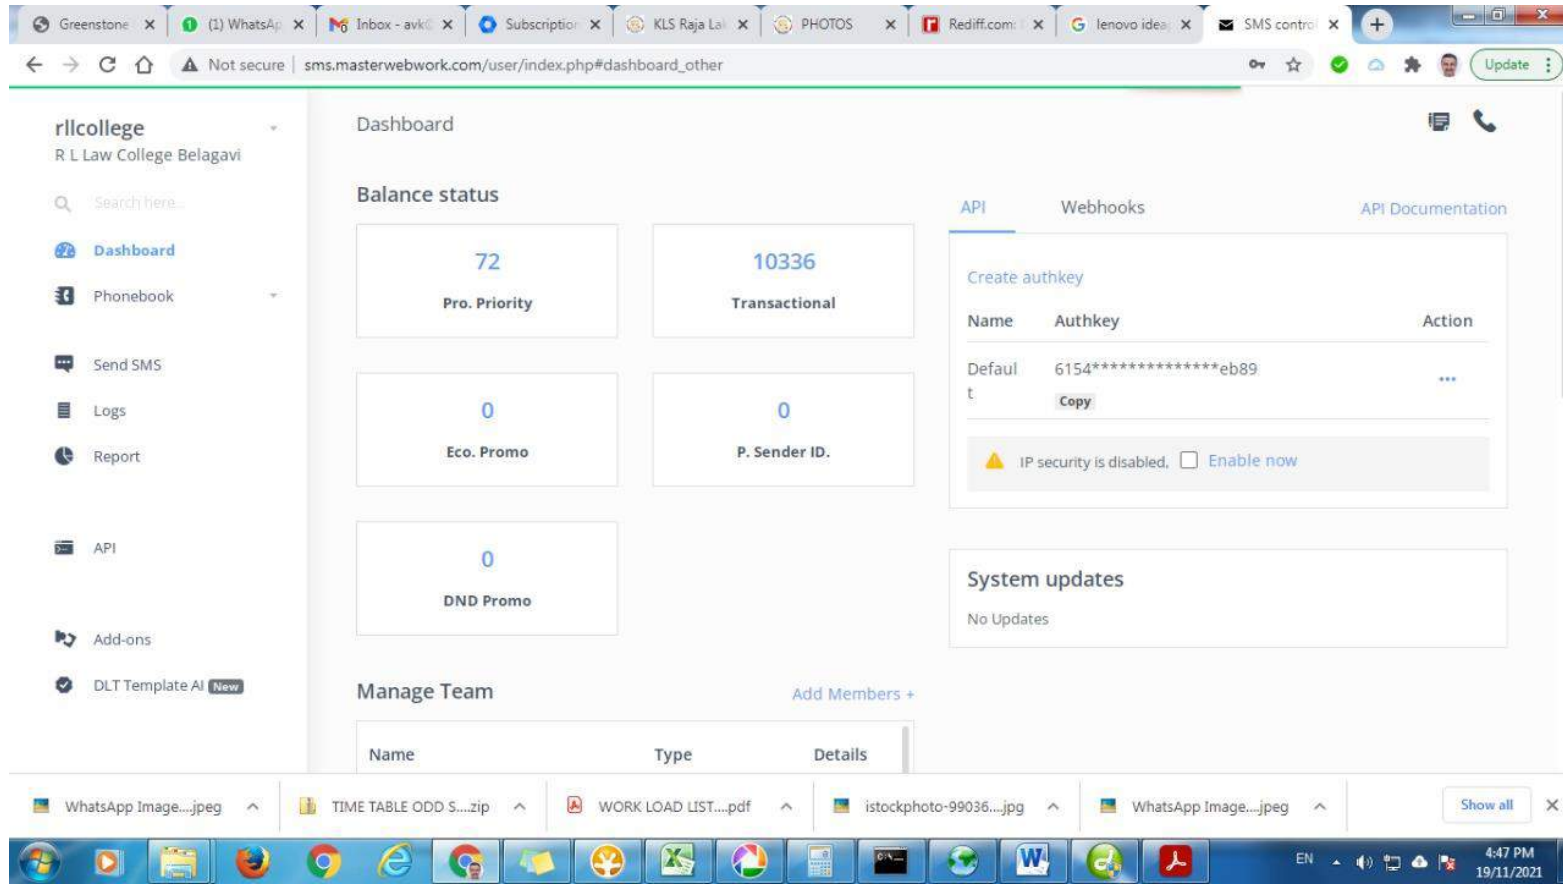 Greenstone
(1) WhatsAp
Inbox - avk
Subscription
KLS Raja La
PHOTOS
Rediff.com:
lenovo idea
SMS contro
Not secure | sms.masterwebwork.com/user/index.php#dashboard_other
Update
rllcollege
R L Law College Belagavi
Search here...
Dashboard
Phonebook
Send SMS
Logs
Report
API
Add-ons
DLT Template AI New
Dashboard
Balance status
72
Pro. Priority
10336
Transactional
0
Eco. Promo
0
P. Sender ID.
0
DND Promo
Manage Team
Add Members +
Name Type Details
API Webhooks API Documentation
Create authkey
Name Authkey Action
Defaul
t
6154***************eb89
Copy
IP security is disabled, Enable now
System updates
No Updates
WhatsApp Image....jpeg
TIME TABLE ODD S....zip
WORK LOAD LIST....pdf
istockphoto-99036....jpg
WhatsApp Image....jpeg
Show all
EN
4:47 PM
19/11/2021